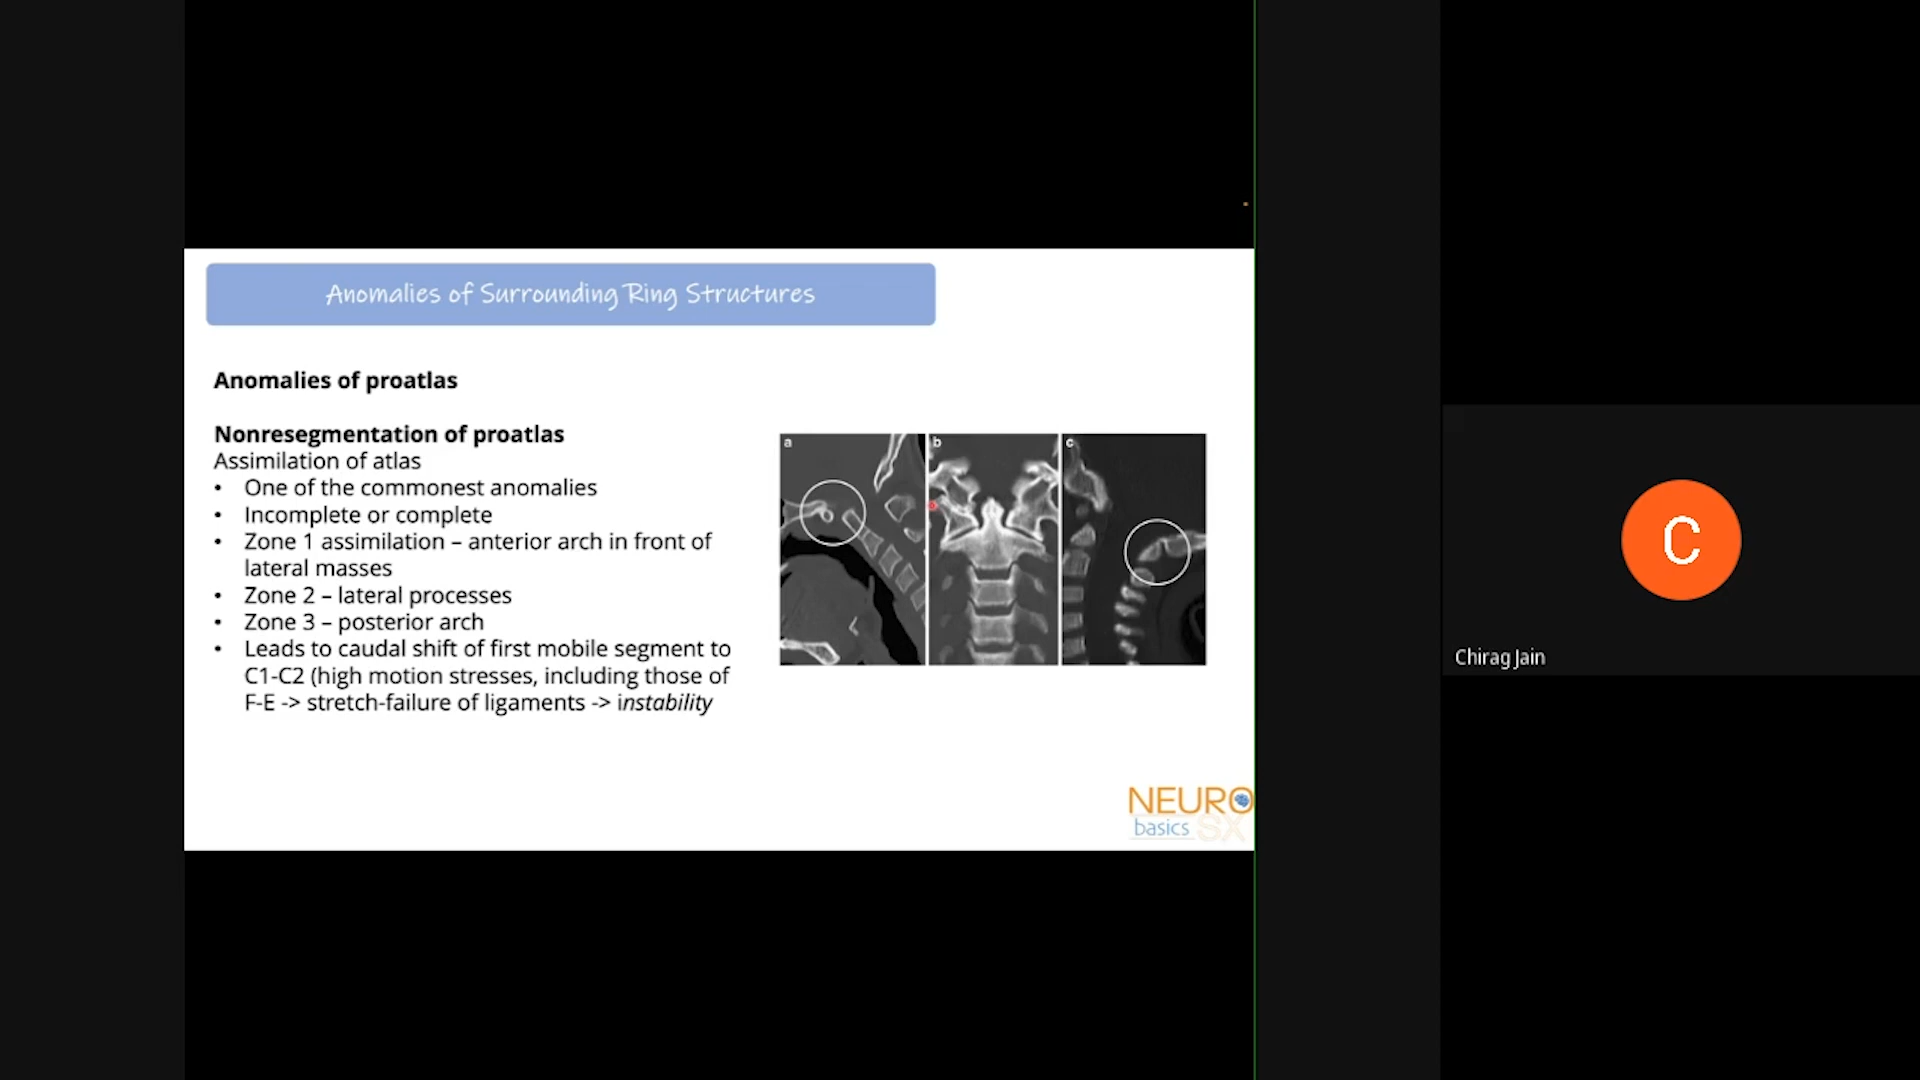 Anomalies of Surrounding Ring Structures
Anomalies of proatlas
Nonresegmentation of proatlas
Assimilation of atlas
• One of the commonest anomalies
• Incomplete or complete
• Zone 1 assimilation – anterior arch in front of
lateral masses
• Zone 2 – lateral processes
• Zone 3 – posterior arch
• Leads to caudal shift of first mobile segment to
C1-C2 (high motion stresses, including those of
F-E -> stretch-failure of ligaments -> instability
a
b
c
NEURO
basics SX
C
Chirag Jain